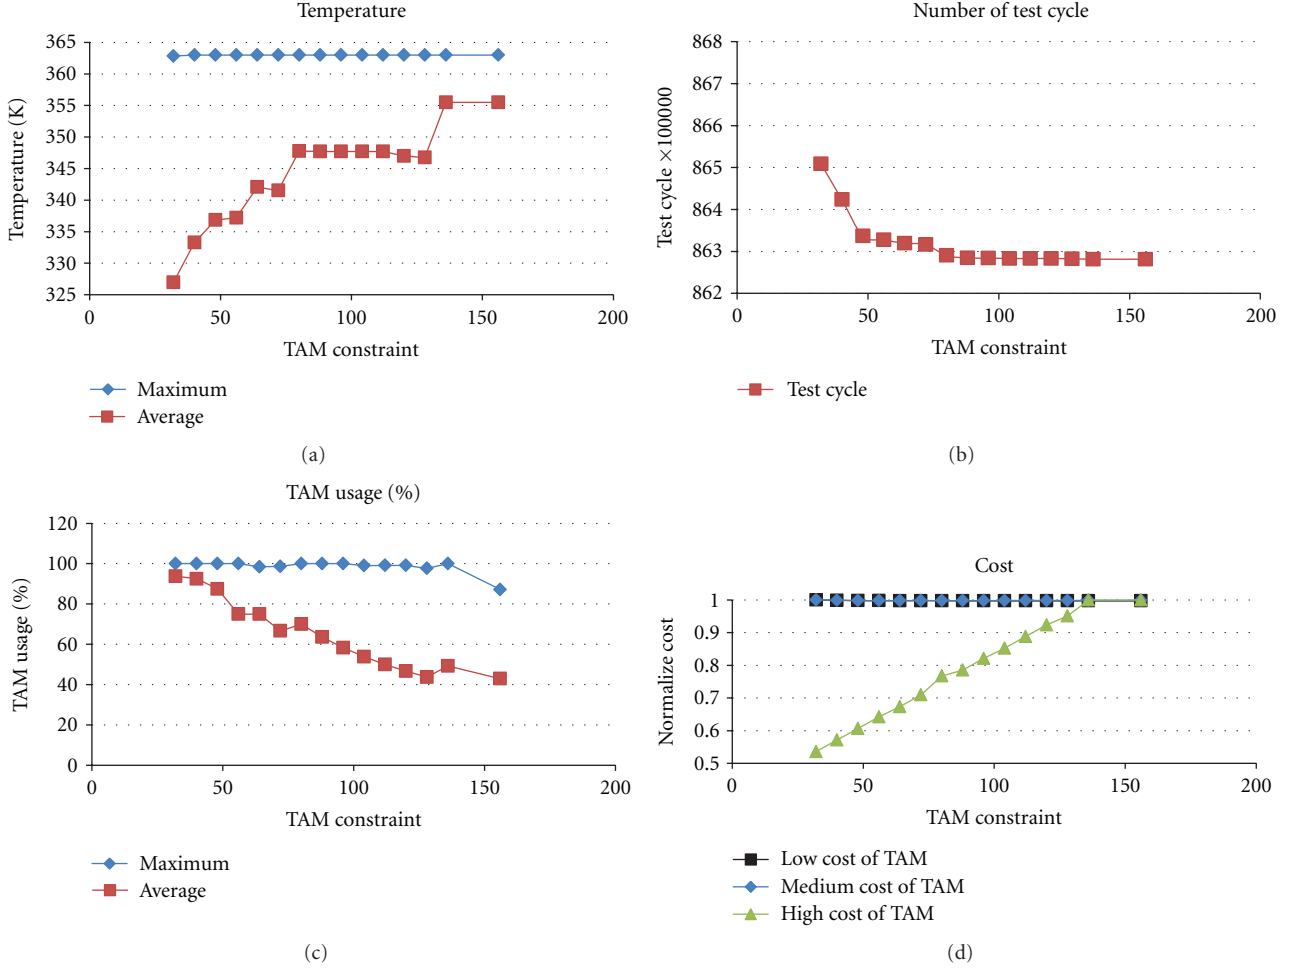 Temperature
365
360
355
350
345
340
335
330
325
0 50 100 150 200
Temperature (K)
TAM constraint
Maximum
Average
(a)
Number of test cycle
868
867
866
865
864
863
862
0 50 100 150 200
Test cycle ×100000
TAM constraint
Test cycle
(b)
TAM usage (%)
120
100
80
60
40
20
0
0 50 100 150 200
TAM usage (%)
TAM constraint
Maximum
Average
(c)
Cost
1
0.9
0.8
0.7
0.6
0.5
0 50 100 150 200
Normalize cost
TAM constraint
Low cost of TAM
Medium cost of TAM
High cost of TAM
(d)